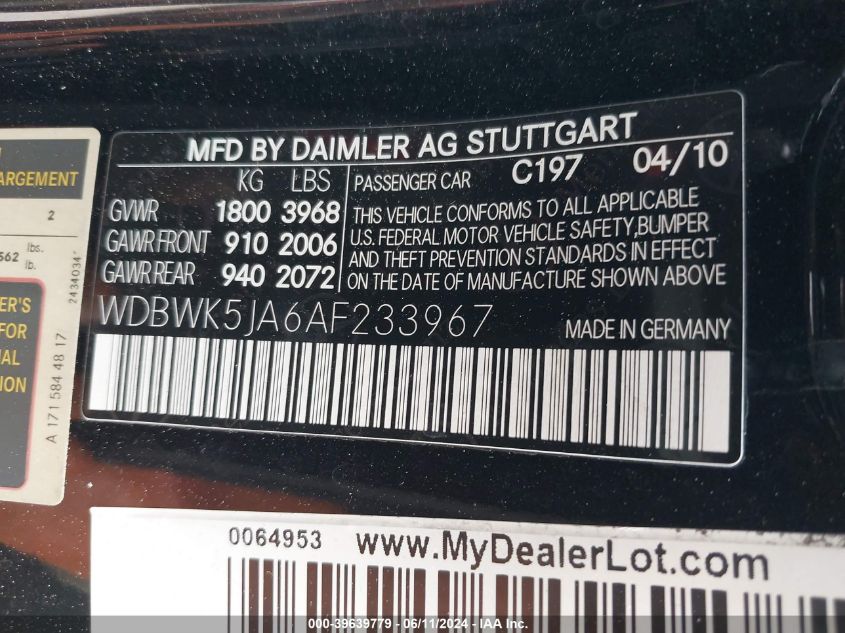 MFD BY DAIMLER AG STUTTGART
KG LBS
GVWR 1800 3968
GAWR FRONT 910 2006
GAWR REAR 940 2072
PASSENGER CAR C197 04/10
THIS VEHICLE CONFORMS TO ALL APPLICABLE
U.S. FEDERAL MOTOR VEHICLE SAFETY, BUMPER
AND THEFT PREVENTION STANDARDS IN EFFECT
ON THE DATE OF MANUFACTURE SHOWN ABOVE
WDBWK5JA6AF233967
MADE IN GERMANY
ARGEMENT
2
562 lbs.
lb.
2434034
ER'S
FOR
AL
ION
A 171 584 48 17
0064953 www.MyDealerLot.com
000-39639779 - 06/11/2024 - IAA Inc.